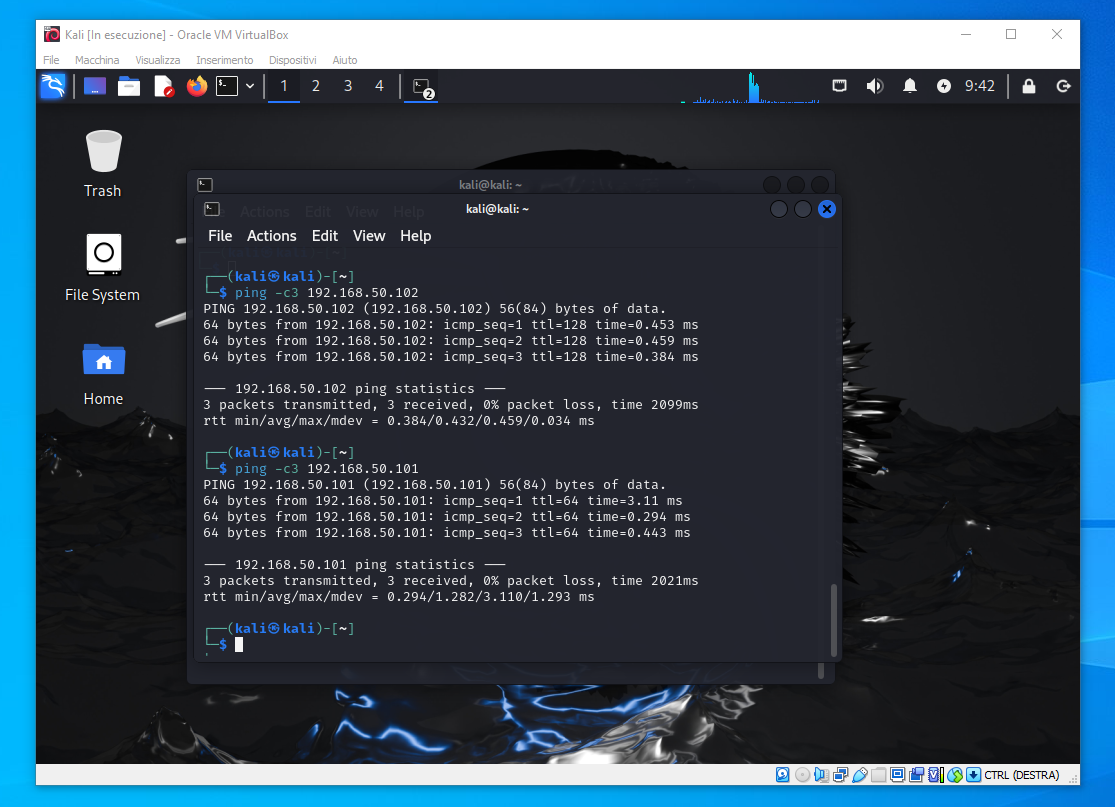 Kali [In esecuzione] - Oracle VM VirtualBox
File Macchina Visualizza Inserimento Dispositivi Aiuto
1 2 3 4 2 9:42
Trash
File System
Home
kali@kali: ~
Actions Edit View Help
kali@kali: ~
File Actions Edit View Help
┌──(kali㉿kali)-[~]
└─$ ping -c3 192.168.50.102
PING 192.168.50.102 (192.168.50.102) 56(84) bytes of data.
64 bytes from 192.168.50.102: icmp_seq=1 ttl=128 time=0.453 ms
64 bytes from 192.168.50.102: icmp_seq=2 ttl=128 time=0.459 ms
64 bytes from 192.168.50.102: icmp_seq=3 ttl=128 time=0.384 ms
--- 192.168.50.102 ping statistics ---
3 packets transmitted, 3 received, 0% packet loss, time 2099ms
rtt min/avg/max/mdev = 0.384/0.432/0.459/0.034 ms
┌──(kali㉿kali)-[~]
└─$ ping -c3 192.168.50.101
PING 192.168.50.101 (192.168.50.101) 56(84) bytes of data.
64 bytes from 192.168.50.101: icmp_seq=1 ttl=64 time=3.11 ms
64 bytes from 192.168.50.101: icmp_seq=2 ttl=64 time=0.294 ms
64 bytes from 192.168.50.101: icmp_seq=3 ttl=64 time=0.443 ms
--- 192.168.50.101 ping statistics ---
3 packets transmitted, 3 received, 0% packet loss, time 2021ms
rtt min/avg/max/mdev = 0.294/1.282/3.110/1.293 ms
┌──(kali㉿kali)-[~]
└─$
CTRL (DESTRA)